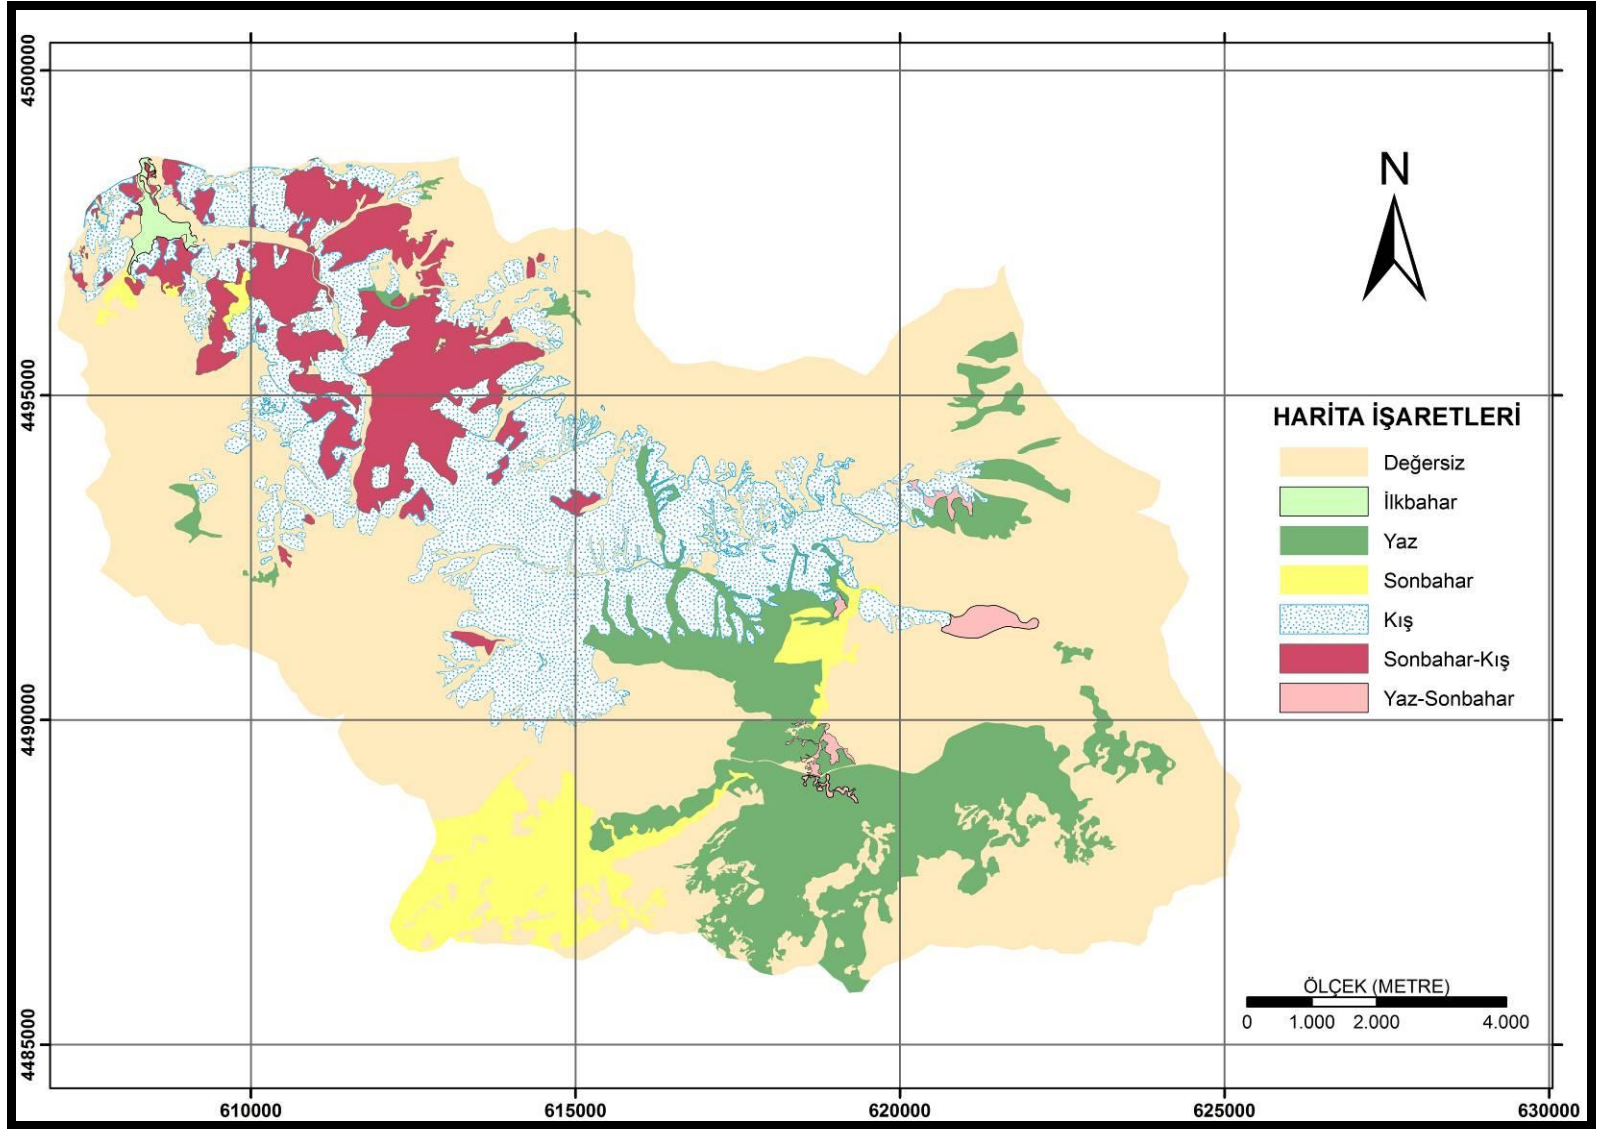 4500000
4495000
4490000
4485000
610000
615000
620000
625000
630000
N
HARİTA İŞARETLERİ
Değersiz
İlkbahar
Yaz
Sonbahar
Kış
Sonbahar-Kış
Yaz-Sonbahar
ÖLÇEK (METRE)
0 1.000 2.000 4.000